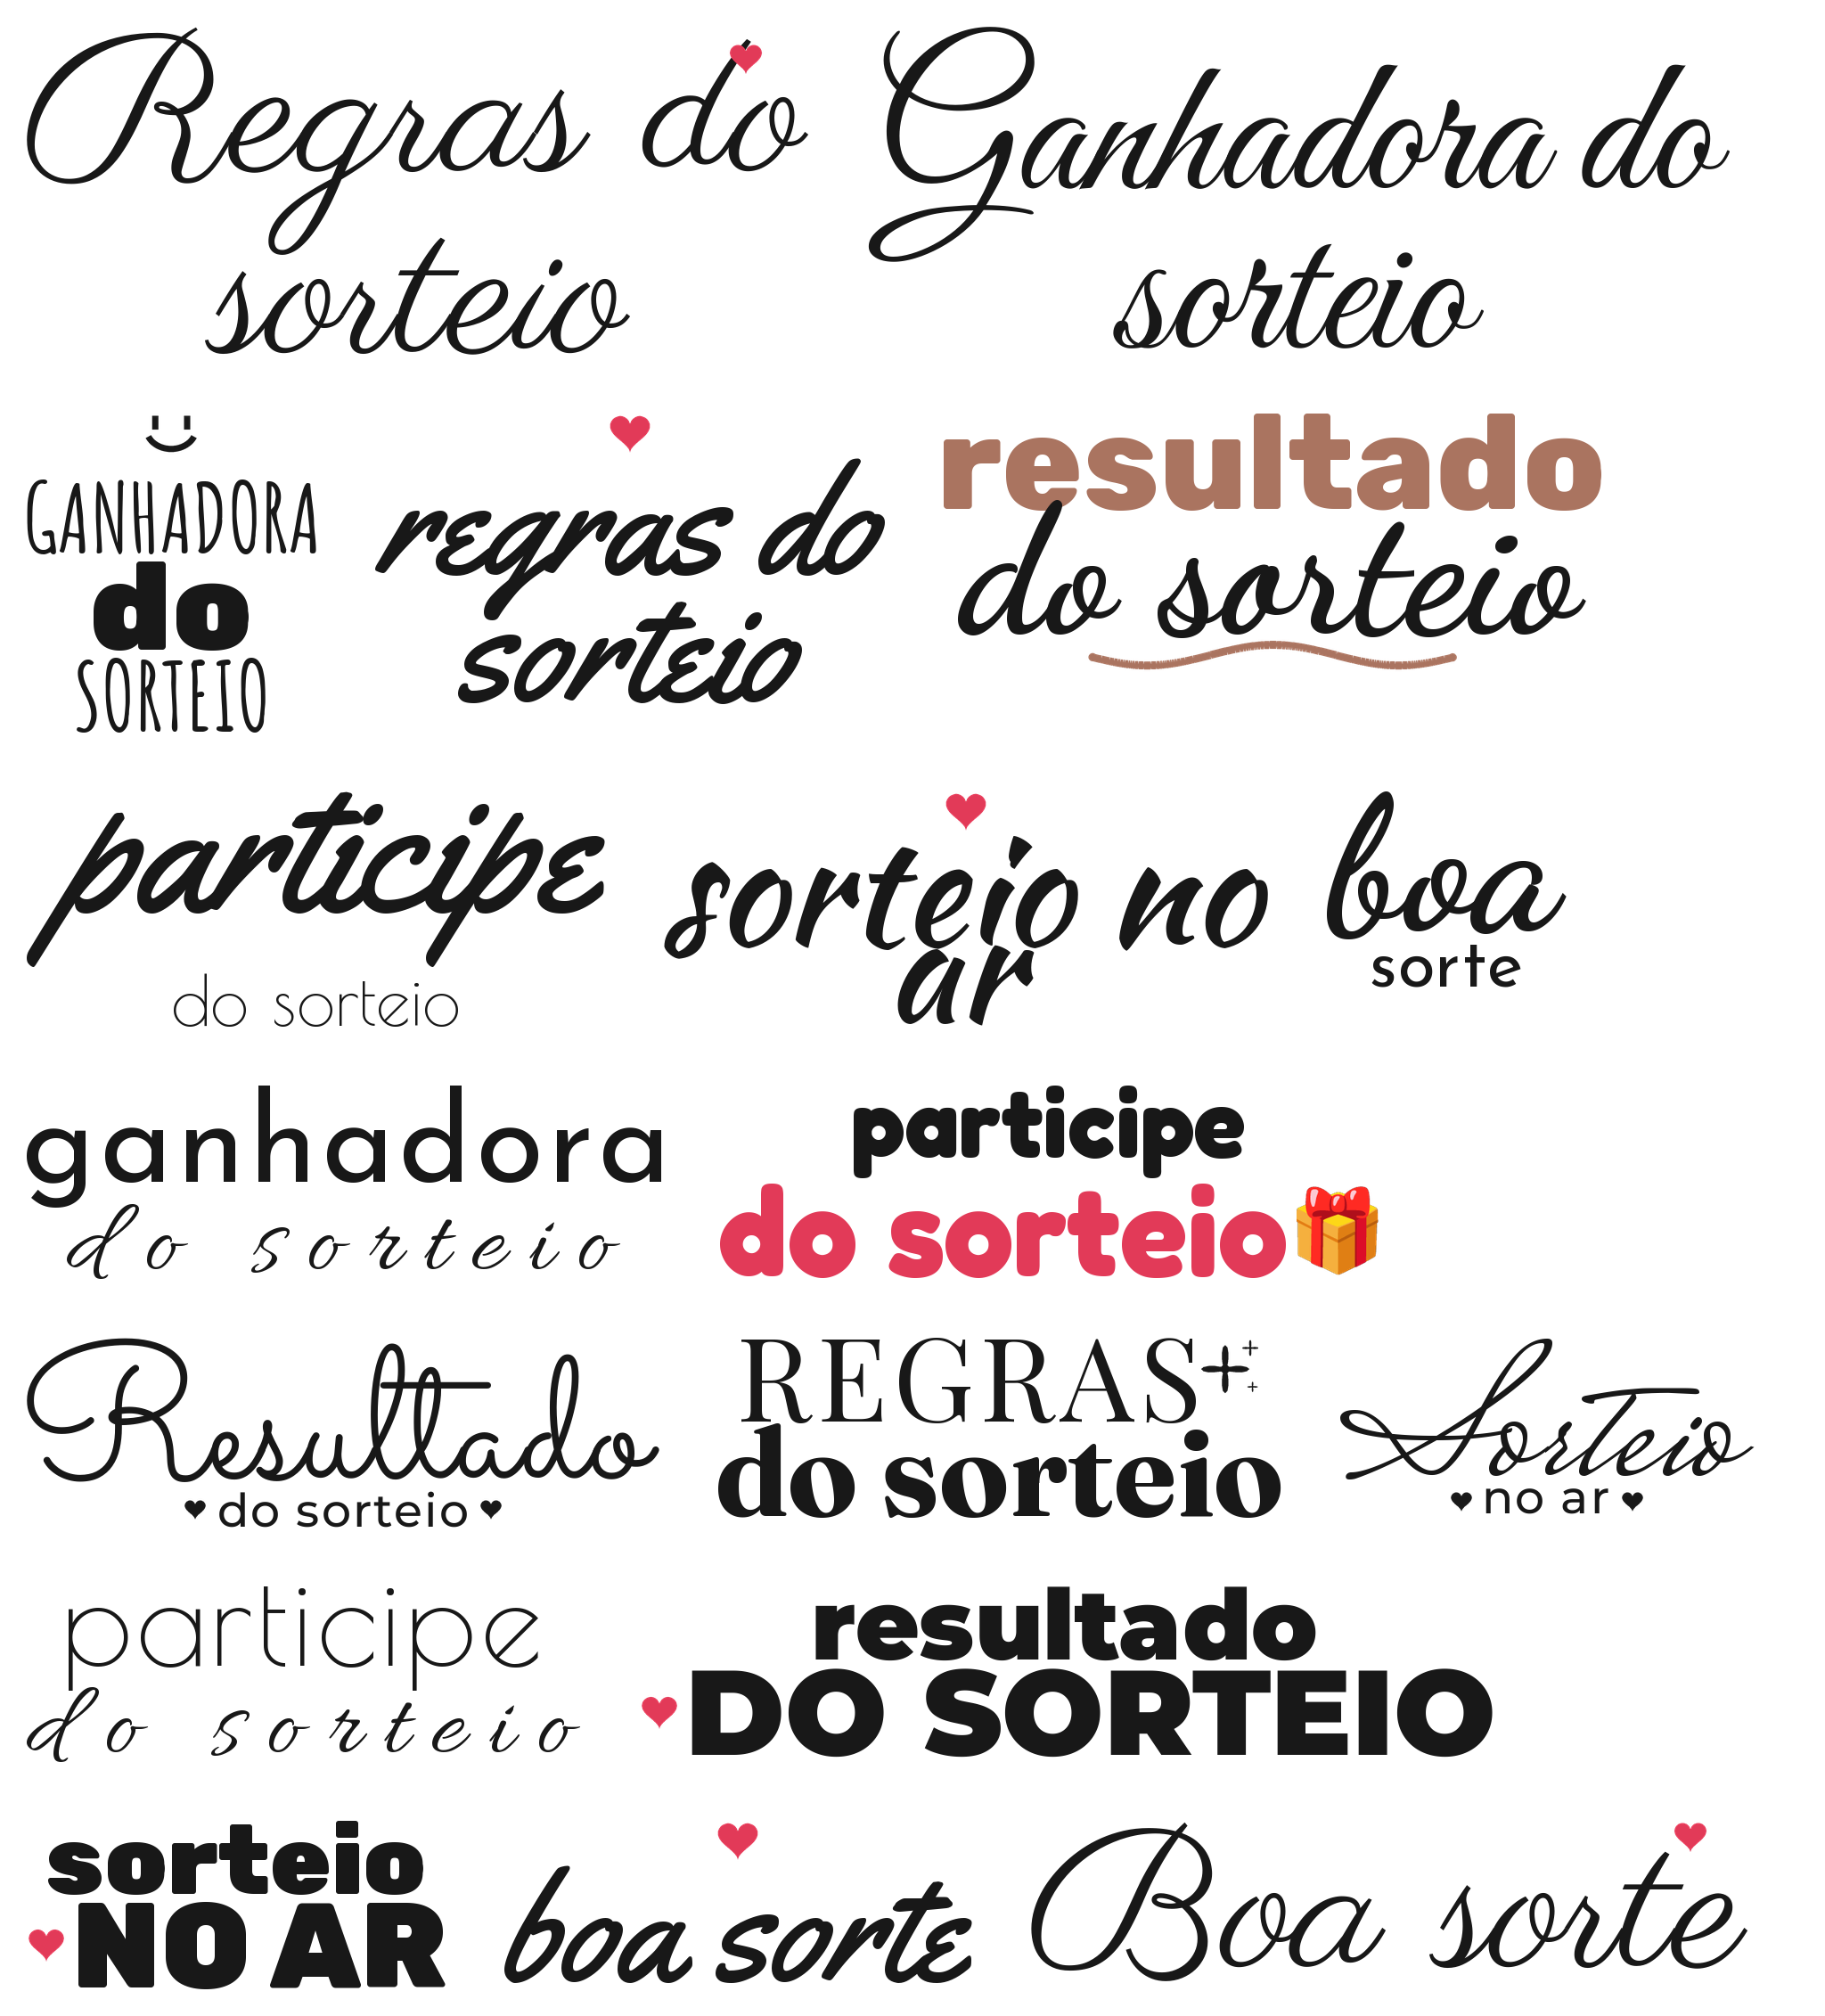 Regras do
sorteio
Ganhadora do
sorteio
GANHADORA
do
SORTEIO
regras do
sorteio
resultado
do sorteio
participe
do sorteio
sorteio no
ar
boa
sorte
ganhadora
do sorteio
participe
do sorteio
Resultado
do sorteio
REGRAS
do sorteio
Sorteio
no ar
participe
do sorteio
resultado
DO SORTEIO
sorteio
NO AR
boa sorte
Boa sorte